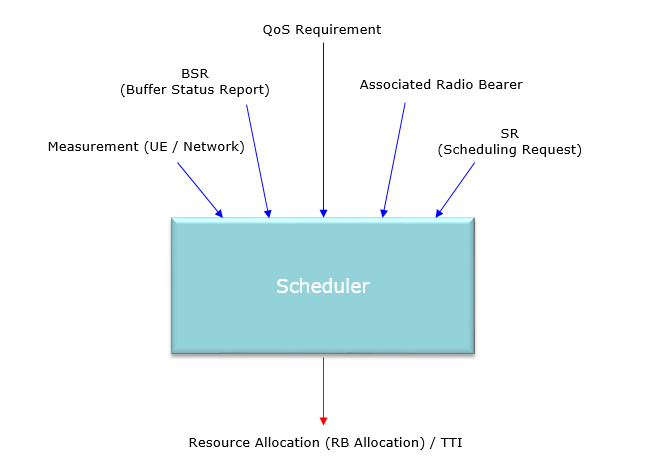 QoS Requirement
BSR
(Buffer Status Report)
Associated Radio Bearer
SR
(Scheduling Request)
Measurement (UE / Network)
Scheduler
Resource Allocation (RB Allocation) / TTI